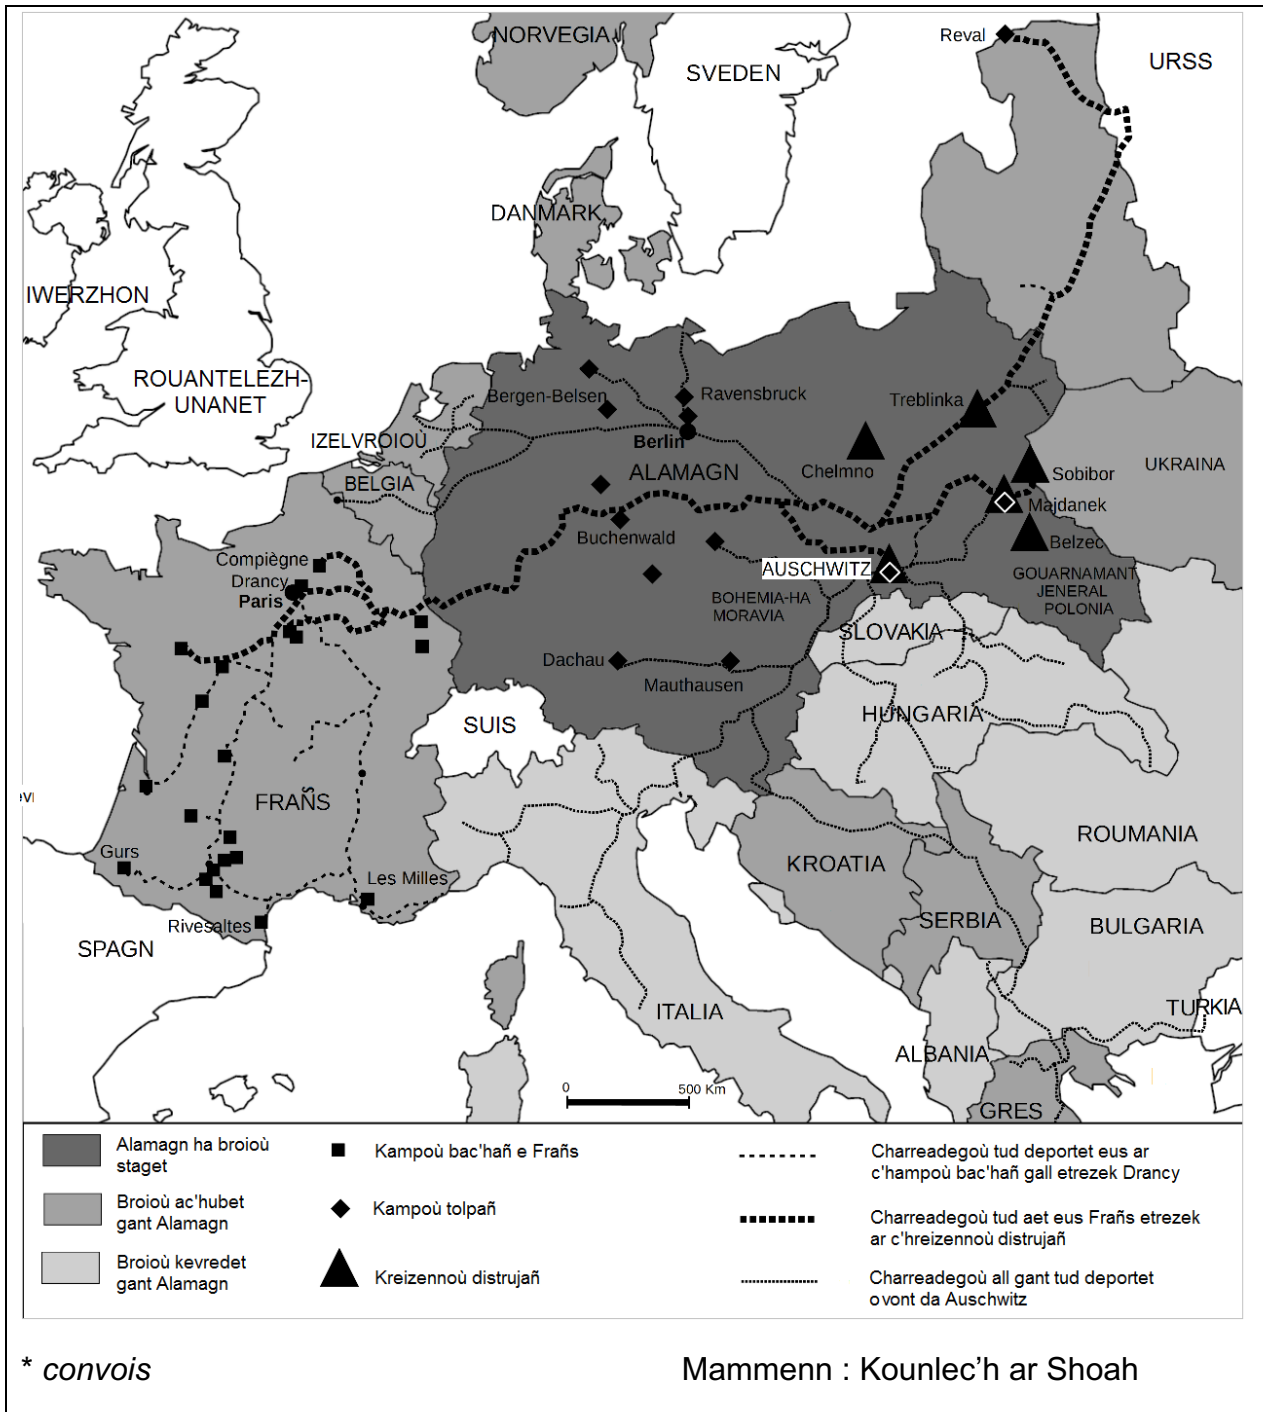 NORVEGIA
SVEDEN
Reval
URSS
DANMARK
IWERZHON
ROUANTELEZH-
UNANET
Bergen-Belsen
Ravensbruck
Treblinka
IZELVROIOU
Berlin
Chelmno
ALAMAGN
Sobibor
UKRAINA
BELGIA
Majdanek
Buchenwald
Belzec
Compiègne
Drancy
Paris
AUSCHWITZ
GOUARNAMANT
JENERAL
POLONIA
BOHEMIA-HA
MORAVIA
SLOVAKIA
Dachau
Mauthausen
SUIS
HUNGARIA
FRAÑS
ROUMANIA
Gurs
Les Milles
KROATIA
Rivesaltes
SERBIA
BULGARIA
SPAGN
ITALIA
TURKIA
ALBANIA
0
500 Km
GRES
Alamagn ha broioù
staget
Broioù ac'hubet
gant Alamagn
Broioù kevredet
gant Alamagn
Kampoù bac'hañ e Frañs
Kampoù tolpañ
Kreizennoù distrujañ
Charreadegoù tud deportet eus ar
c'hampoù bac'hañ gall etrezek Drancy
Charreadegoù tud aet eus Frañs etrezek
ar c'hreizennoù distrujañ
Charreadegoù all gant tud deportet
o vont da Auschwitz
* convois
Mammenn : Kounlec'h ar Shoah